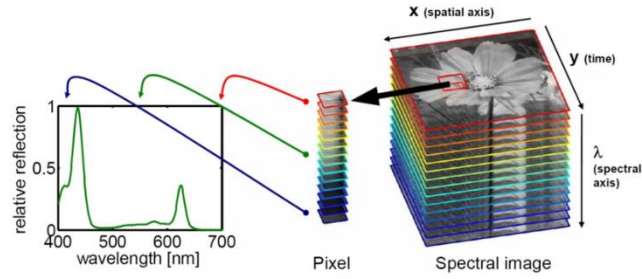 x (spatial axis)
y (time)
λ
(spectral
axis)
relative reflection
1
0.5
0
400 500 600 700
wavelength [nm]
Pixel
Spectral image